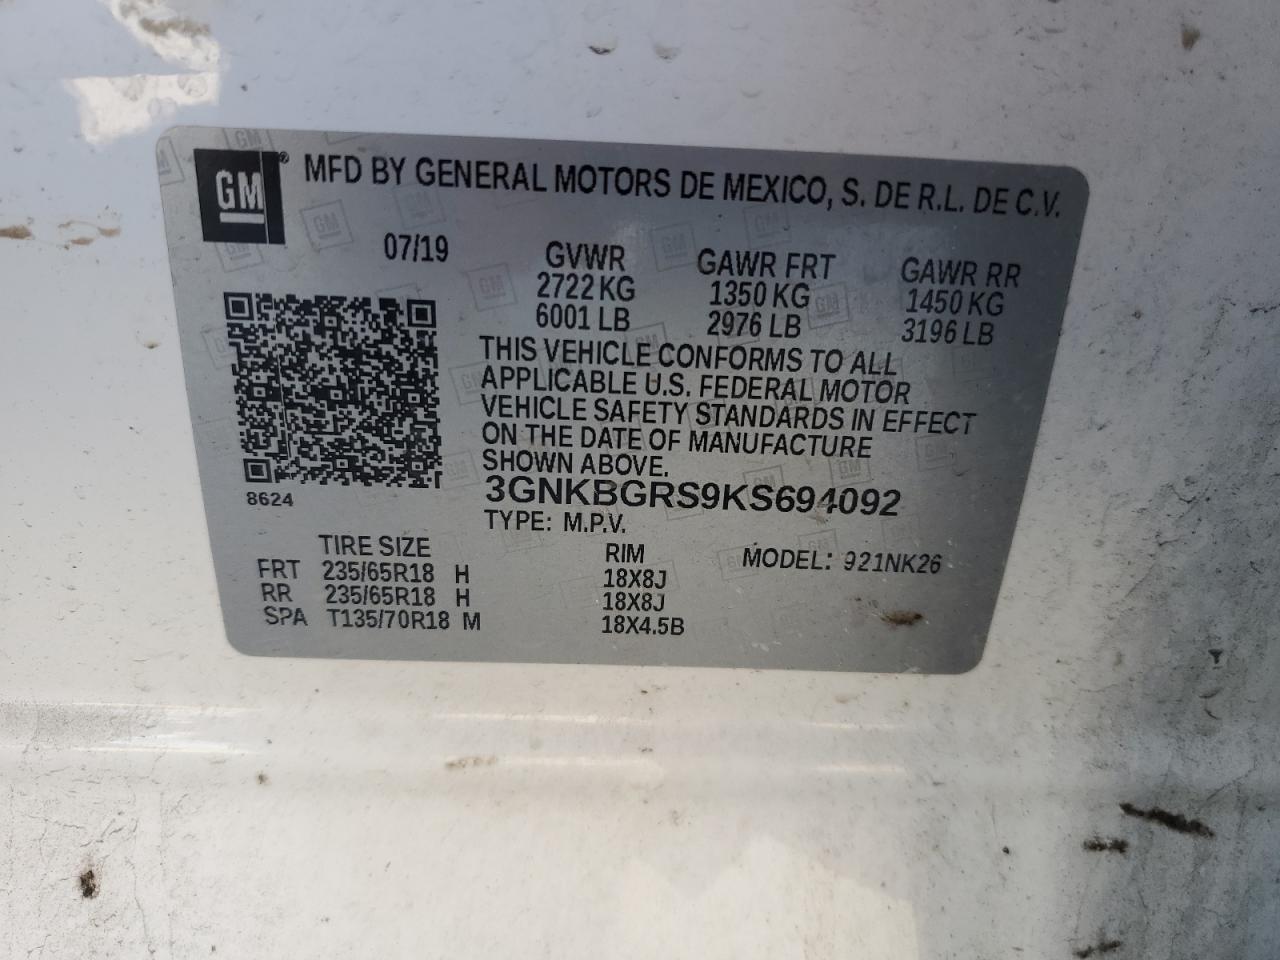 GM ® MFD BY GENERAL MOTORS DE MEXICO, S. DE R.L. DE C.V.
07/19 GVWR GAWR FRT GAWR RR
2722 KG 1350 KG 1450 KG
6001 LB 2976 LB 3196 LB
THIS VEHICLE CONFORMS TO ALL
APPLICABLE U.S. FEDERAL MOTOR
VEHICLE SAFETY STANDARDS IN EFFECT
ON THE DATE OF MANUFACTURE
SHOWN ABOVE.
8624 3GNKBGRS9KS694092
TYPE: M.P.V.
TIRE SIZE RIM MODEL: 921NK26
FRT 235/65R18 H 18X8J
RR 235/65R18 H 18X8J
SPA T135/70R18 M 18X4.5B